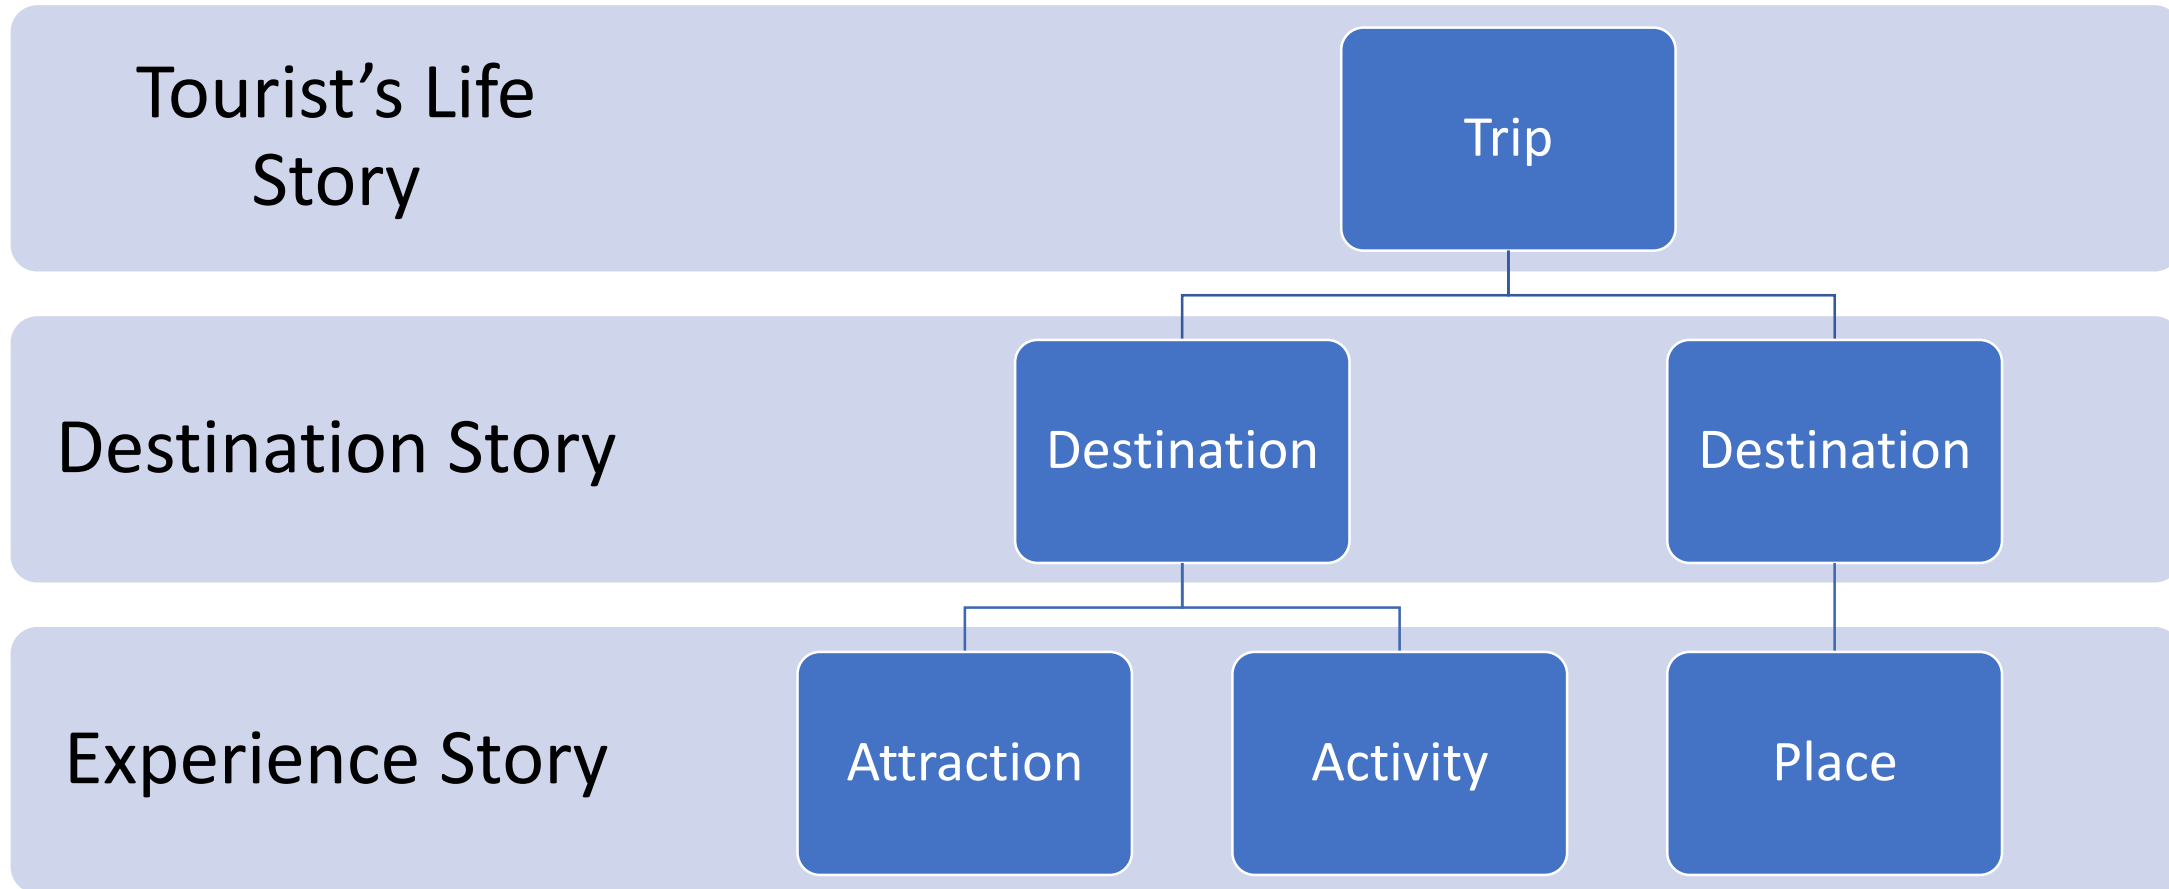 Tourist’s Life
Story
Trip
Destination Story
Destination
Destination
Experience Story
Attraction
Activity
Place